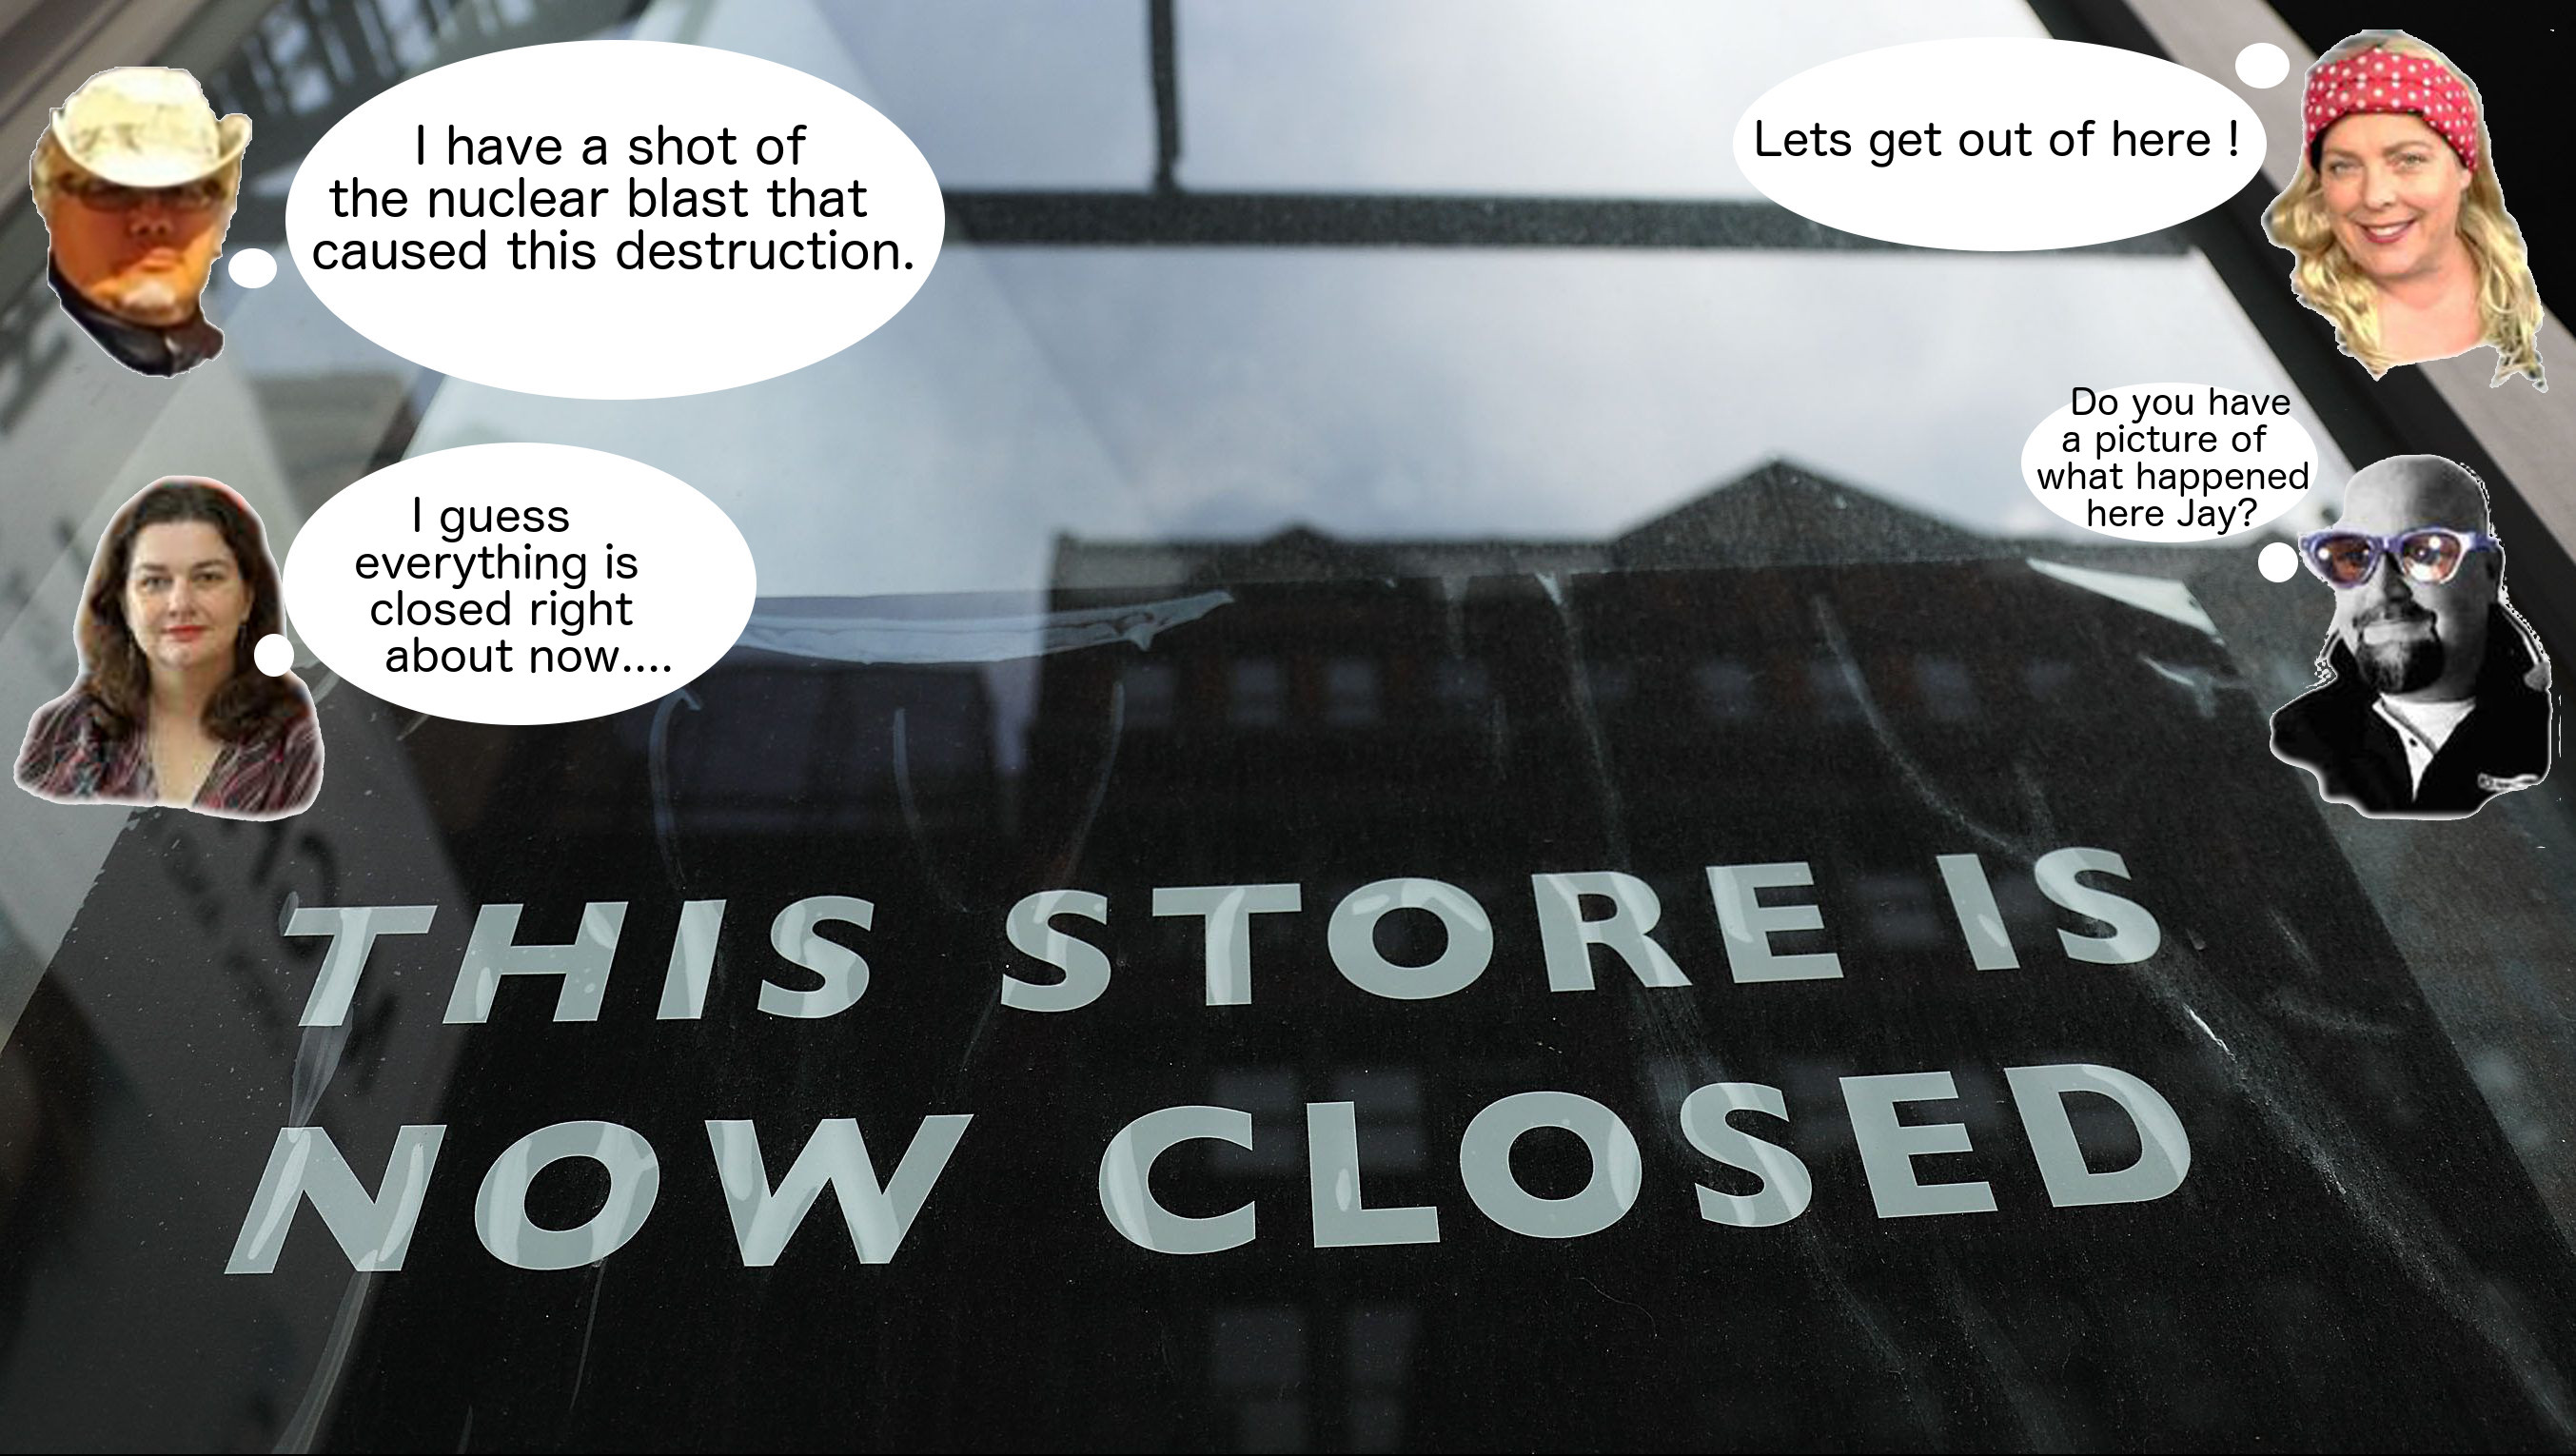 I have a shot of
the nuclear blast that
caused this destruction.
Lets get out of here !
Do you have
a picture of
what happened
here Jay?
I guess
everything is
closed right
about now....
THIS STORE IS
NOW CLOSED